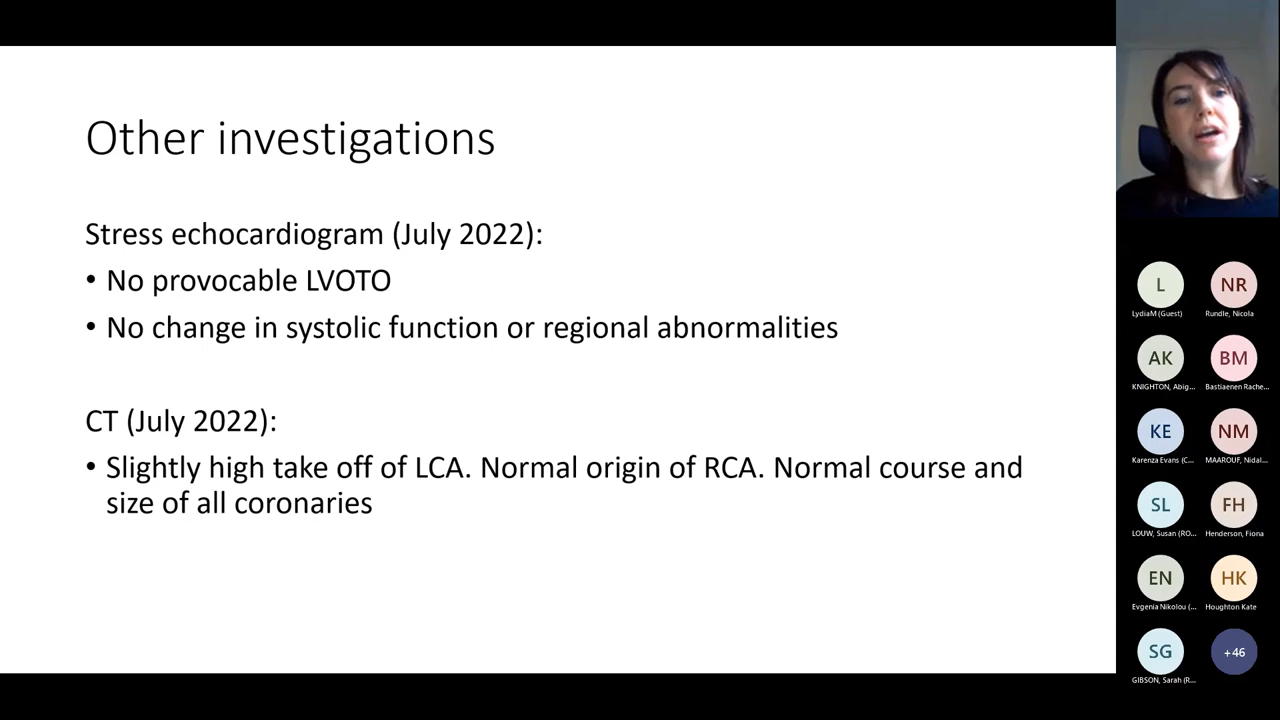 Other investigations
Stress echocardiogram (July 2022):
• No provocable LVOTO
• No change in systolic function or regional abnormalities
CT (July 2022):
• Slightly high take off of LCA. Normal origin of RCA. Normal course and
size of all coronaries
L
NR
LydiaM (Guest)
Rundle, Nicola
AK
BM
KNIGHTON, Abig...
Bastiaenen Rache...
KE
NM
Karenza Evans (C...
MAAROUF, Nidal...
SL
FH
LOUW, Susan (RO...
Henderson, Fiona
EN
HK
Evgenia Nikolou (...
Houghton Kate
SG
+46
GIBSON, Sarah (R...